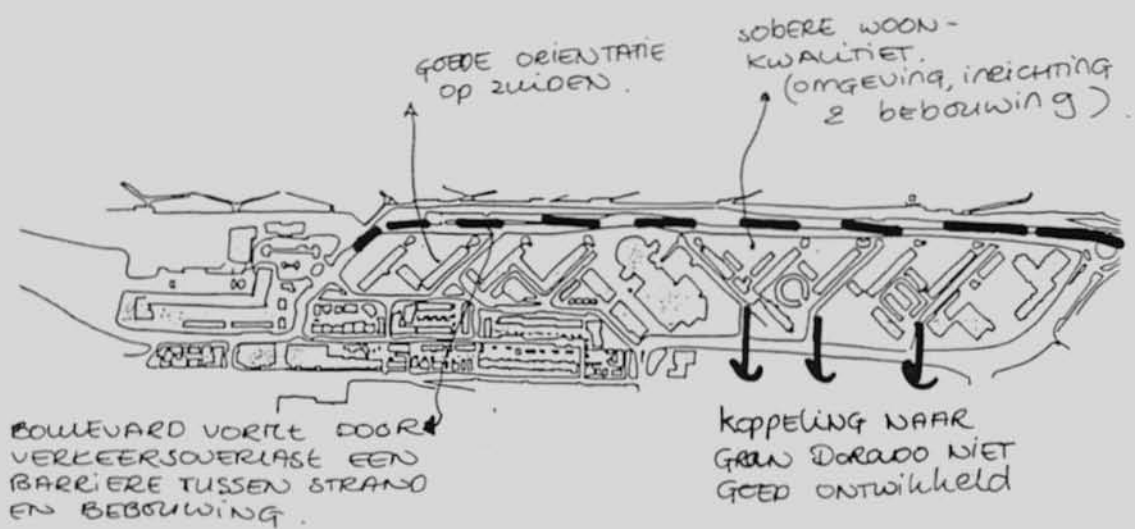 GOEDE ORIENTATIE
OP ZUIDEN.
SOBERE WOON-
KWALITIET.
(OMGEVING, INRICHTING
& BEBOUWING).
BOULEVARD VORMT DOOR
VERKEERSOVERLAST EEN
BARRIERE TUSSEN STRAND
EN BEBOUWING.
KOPPELING NAAR
GRAN DORADO NIET
GOED ONTWIKKELD